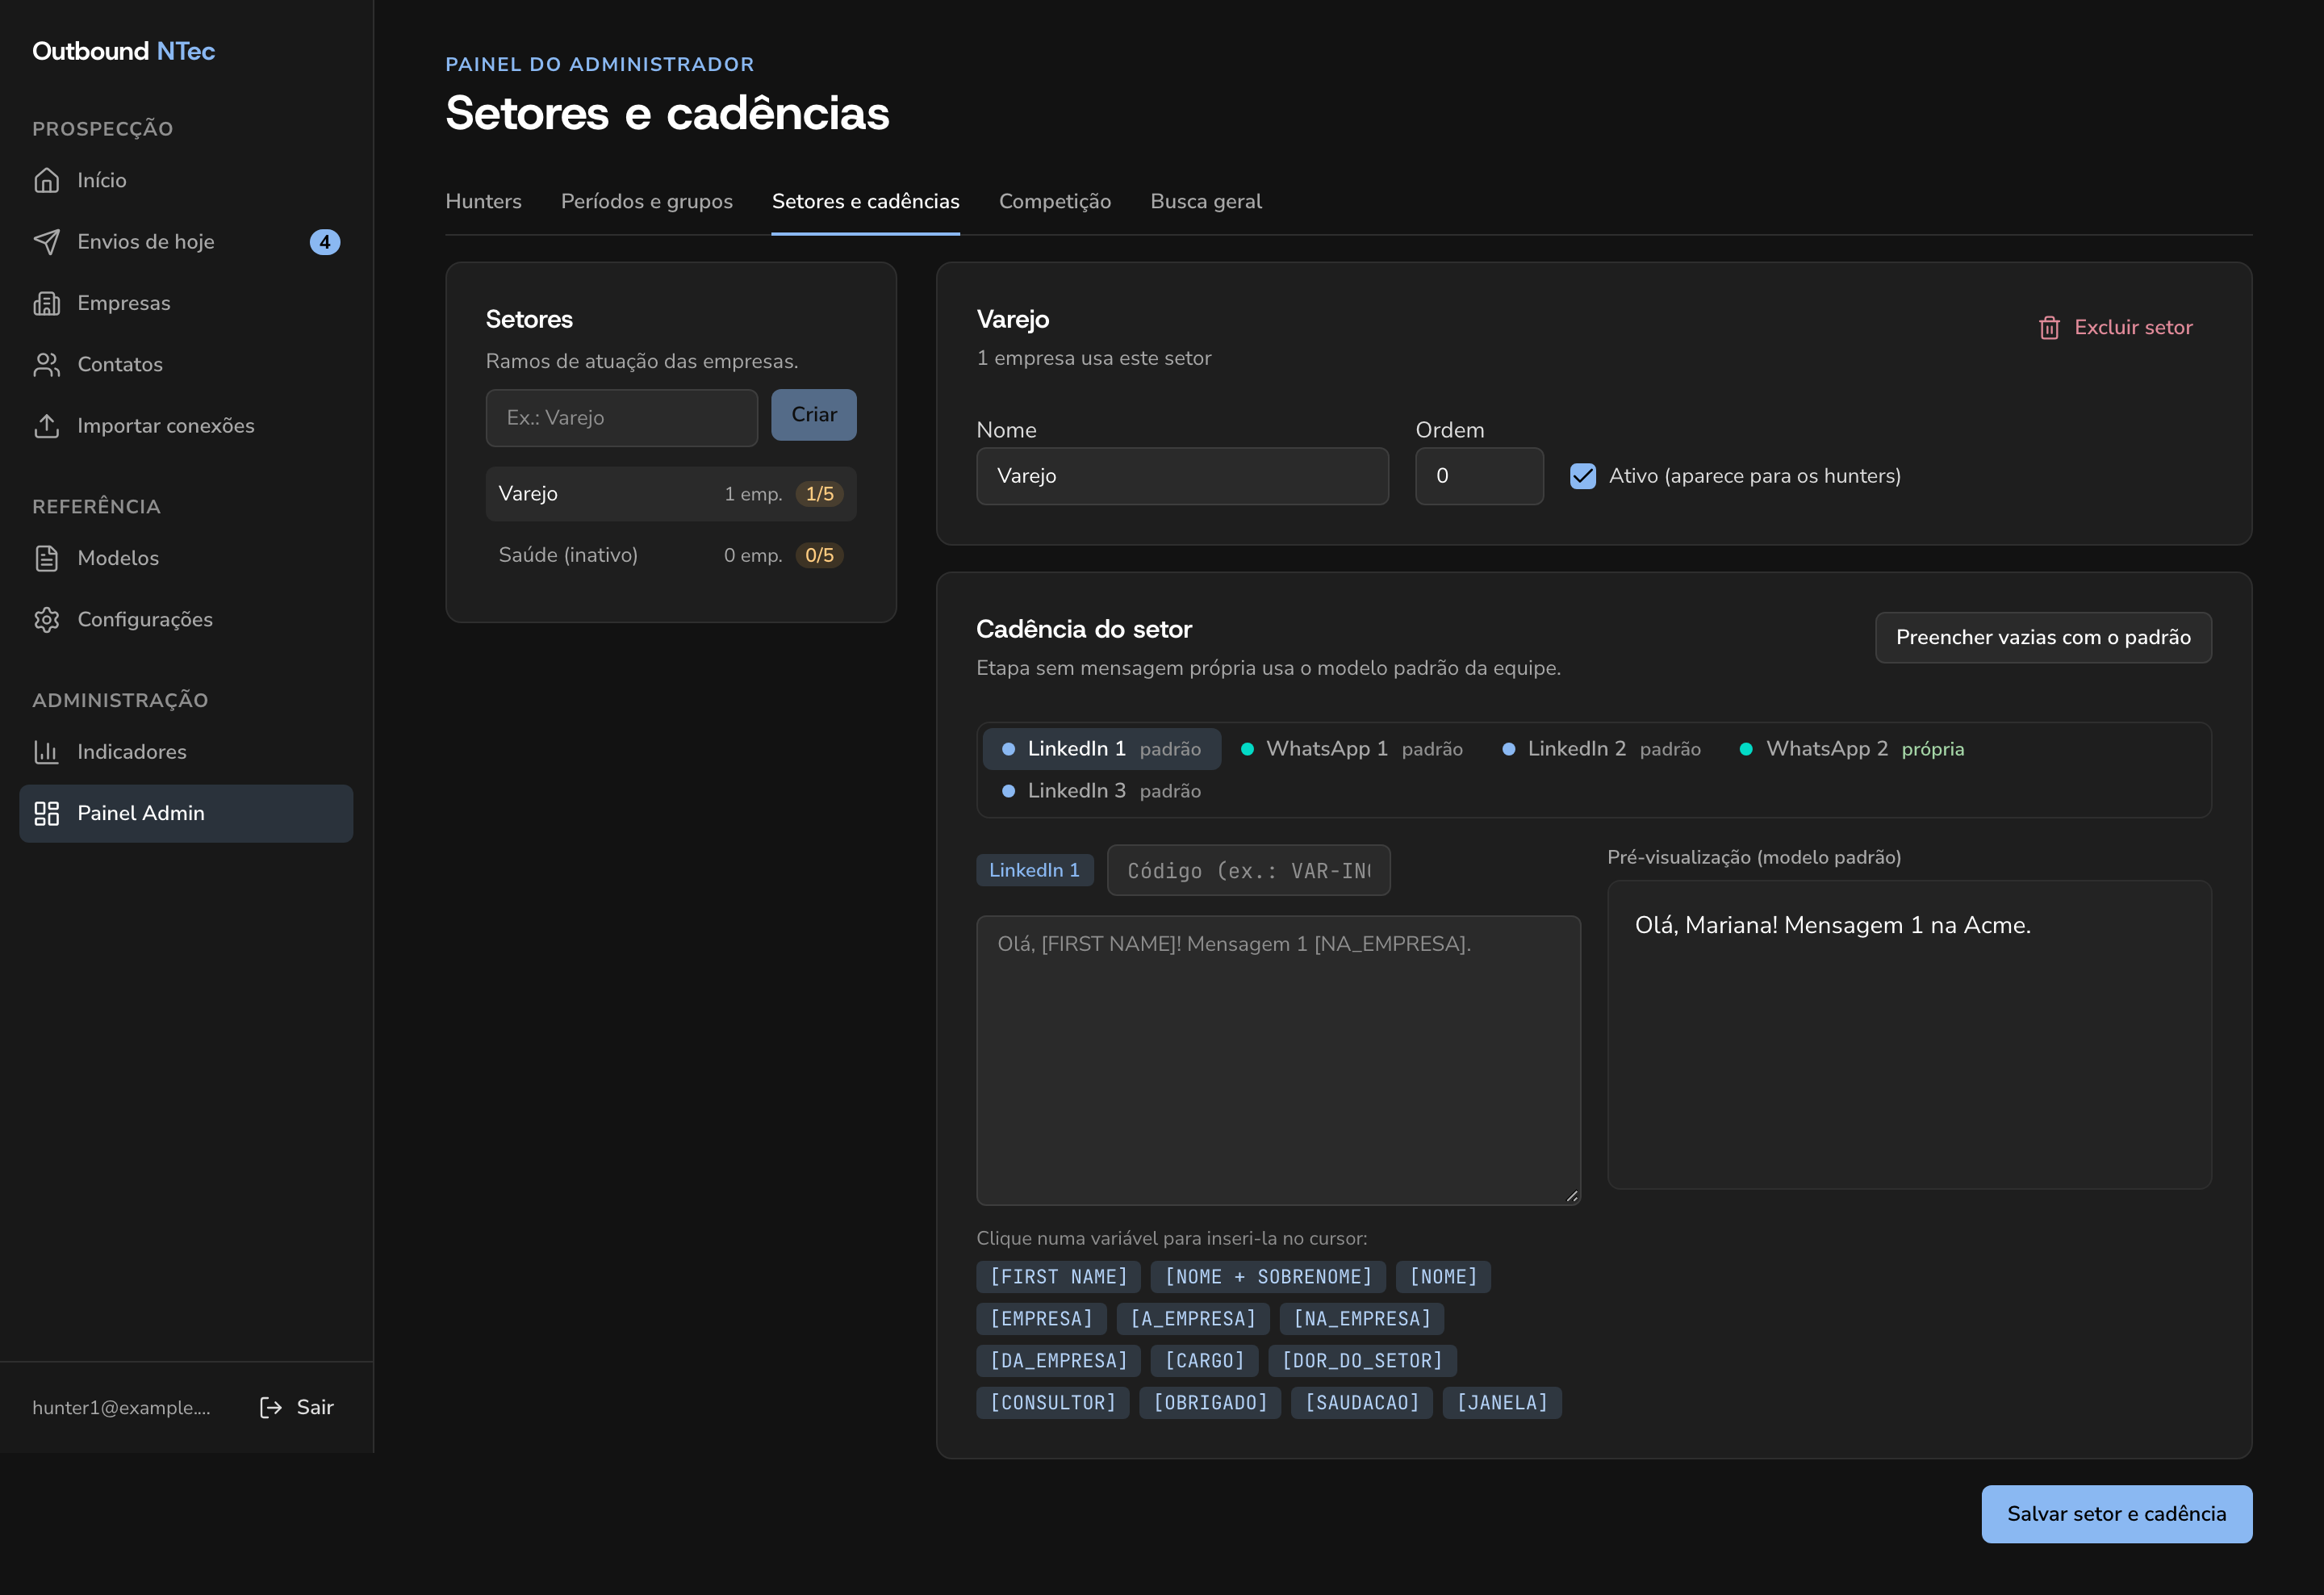 Outbound NTec
PROSPECÇÃO
Início
Envios de hoje 4
Empresas
Contatos
Importar conexões
REFERÊNCIA
Modelos
Configurações
ADMINISTRAÇÃO
Indicadores
Painel Admin
hunter1@example.... Sair
PAINEL DO ADMINISTRADOR
Setores e cadências
Hunters Períodos e grupos Setores e cadências Competição Busca geral
Setores
Ramos de atuação das empresas.
Ex.: Varejo Criar
Varejo 1 emp. 1/5
Saúde (inativo) 0 emp. 0/5
Varejo
1 empresa usa este setor
Excluir setor
Nome Ordem
Varejo 0 Ativo (aparece para os hunters)
Cadência do setor
Etapa sem mensagem própria usa o modelo padrão da equipe.
Preencher vazias com o padrão
LinkedIn 1 padrão WhatsApp 1 padrão LinkedIn 2 padrão WhatsApp 2 própria
LinkedIn 3 padrão
LinkedIn 1 Código (ex.: VAR-IN
Olá, [FIRST NAME]! Mensagem 1 [NA_EMPRESA].
Clique numa variável para inseri-la no cursor:
[FIRST NAME] [NOME + SOBRENOME] [NOME]
[EMPRESA] [A_EMPRESA] [NA_EMPRESA]
[DA_EMPRESA] [CARGO] [DOR_DO_SETOR]
[CONSULTOR] [OBRIGADO] [SAUDACAO] [JANELA]
Pré-visualização (modelo padrão)
Olá, Mariana! Mensagem 1 na Acme.
Salvar setor e cadência